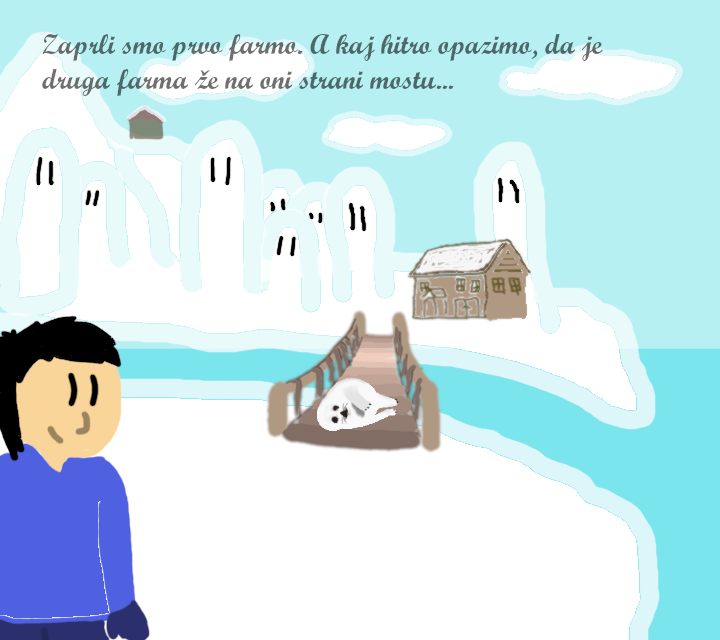 Zaprli smo prvo farmo. A kaj hitro opazimo, da je
druga farma že na oni strani mostu...